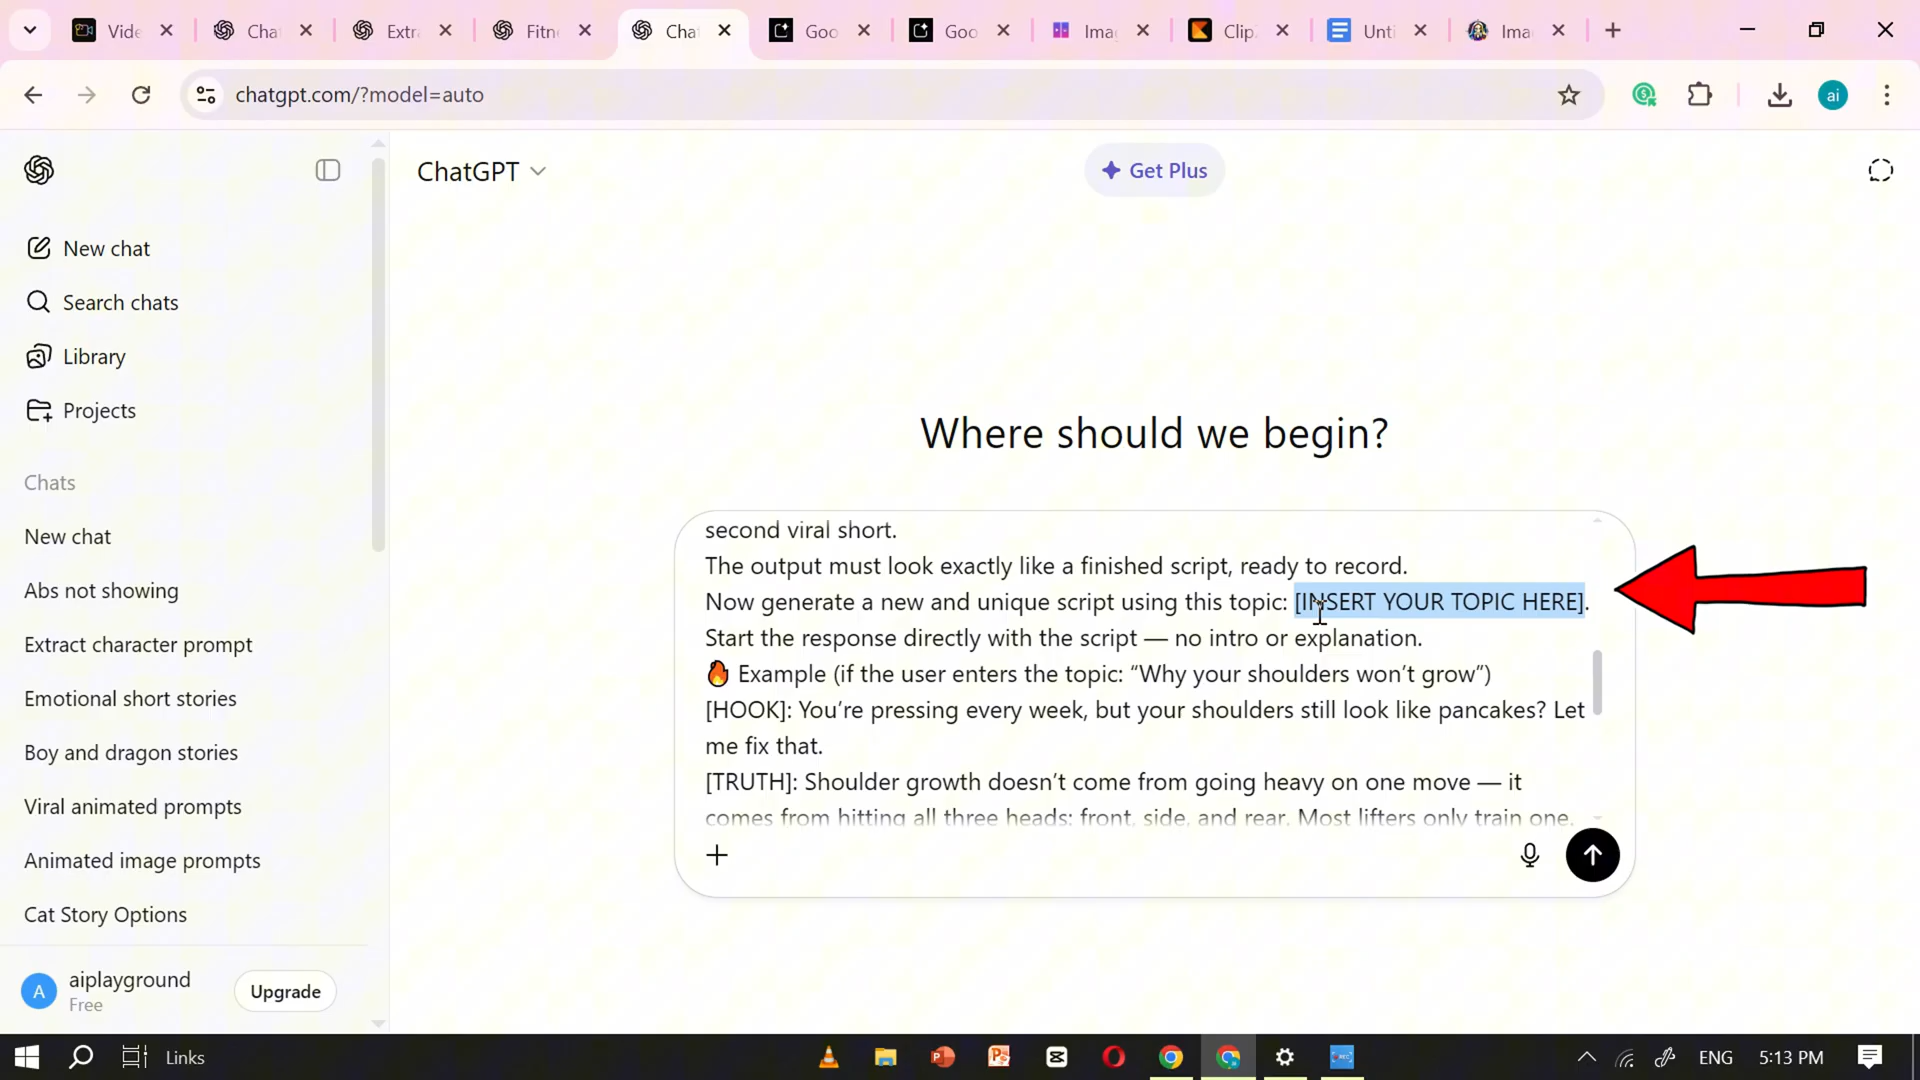 Vide
Cha
Extra
Fitne
Cha
Goo
Goo
Ima
Clip
Unti
Ima
chatgpt.com/?model=auto
ai
ChatGPT
Get Plus
New chat
Search chats
Library
Projects
Chats
New chat
Abs not showing
Extract character prompt
Emotional short stories
Boy and dragon stories
Viral animated prompts
Animated image prompts
Cat Story Options
A
aiplayground
Free
Upgrade
Where should we begin?
second viral short.
The output must look exactly like a finished script, ready to record.
Now generate a new and unique script using this topic: [INSERT YOUR TOPIC HERE].
Start the response directly with the script — no intro or explanation.
🔥 Example (if the user enters the topic: “Why your shoulders won’t grow”)
[HOOK]: You’re pressing every week, but your shoulders still look like pancakes? Let
me fix that.
[TRUTH]: Shoulder growth doesn’t come from going heavy on one move — it
comes from hitting all three heads: front, side, and rear. Most lifters only train one.
Links
ENG
5:13 PM